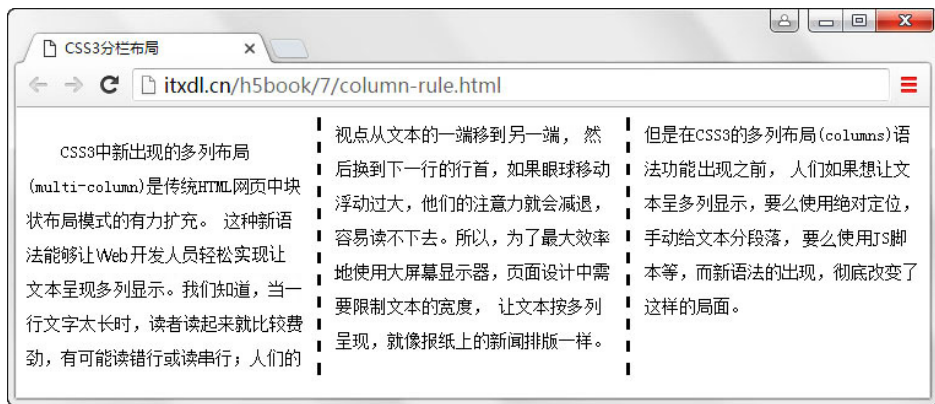 CSS3分栏布局
itxdl.cn/h5book/7/column-rule.html
CSS3中新出现的多列布局
(multi-column)是传统HTML网页中块
状布局模式的有力扩充。 这种新语
法能够让Web开发人员轻松实现让
文本呈现多列显示。我们知道，当一
行文字太长时，读者读起来就比较费
劲，有可能读错行或读串行；人们的
视点从文本的一端移到另一端， 然
后换到下一行的行首，如果眼球移动
浮动过大，他们的注意力就会减退，
容易读不下去。所以，为了最大效率
地使用大屏幕显示器，页面设计中需
要限制文本的宽度， 让文本按多列
呈现，就像报纸上的新闻排版一样。
但是在CSS3的多列布局(columns)语
法功能出现之前， 人们如果想让文
本呈多列显示，要么使用绝对定位，
手动给文本分段落， 要么使用JS脚
本等，而新语法的出现，彻底改变了
这样的局面。